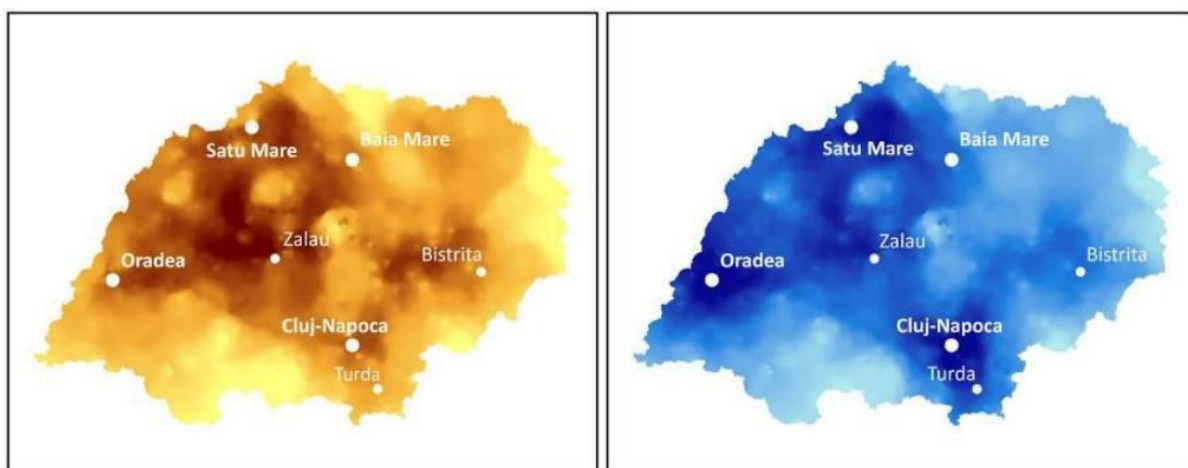 Satu Mare
Baia Mare
Zalau
Oradea
Bistrita
Cluj-Napoca
Turda
Satu Mare
Baia Mare
Zalau
Oradea
Bistrita
Cluj-Napoca
Turda